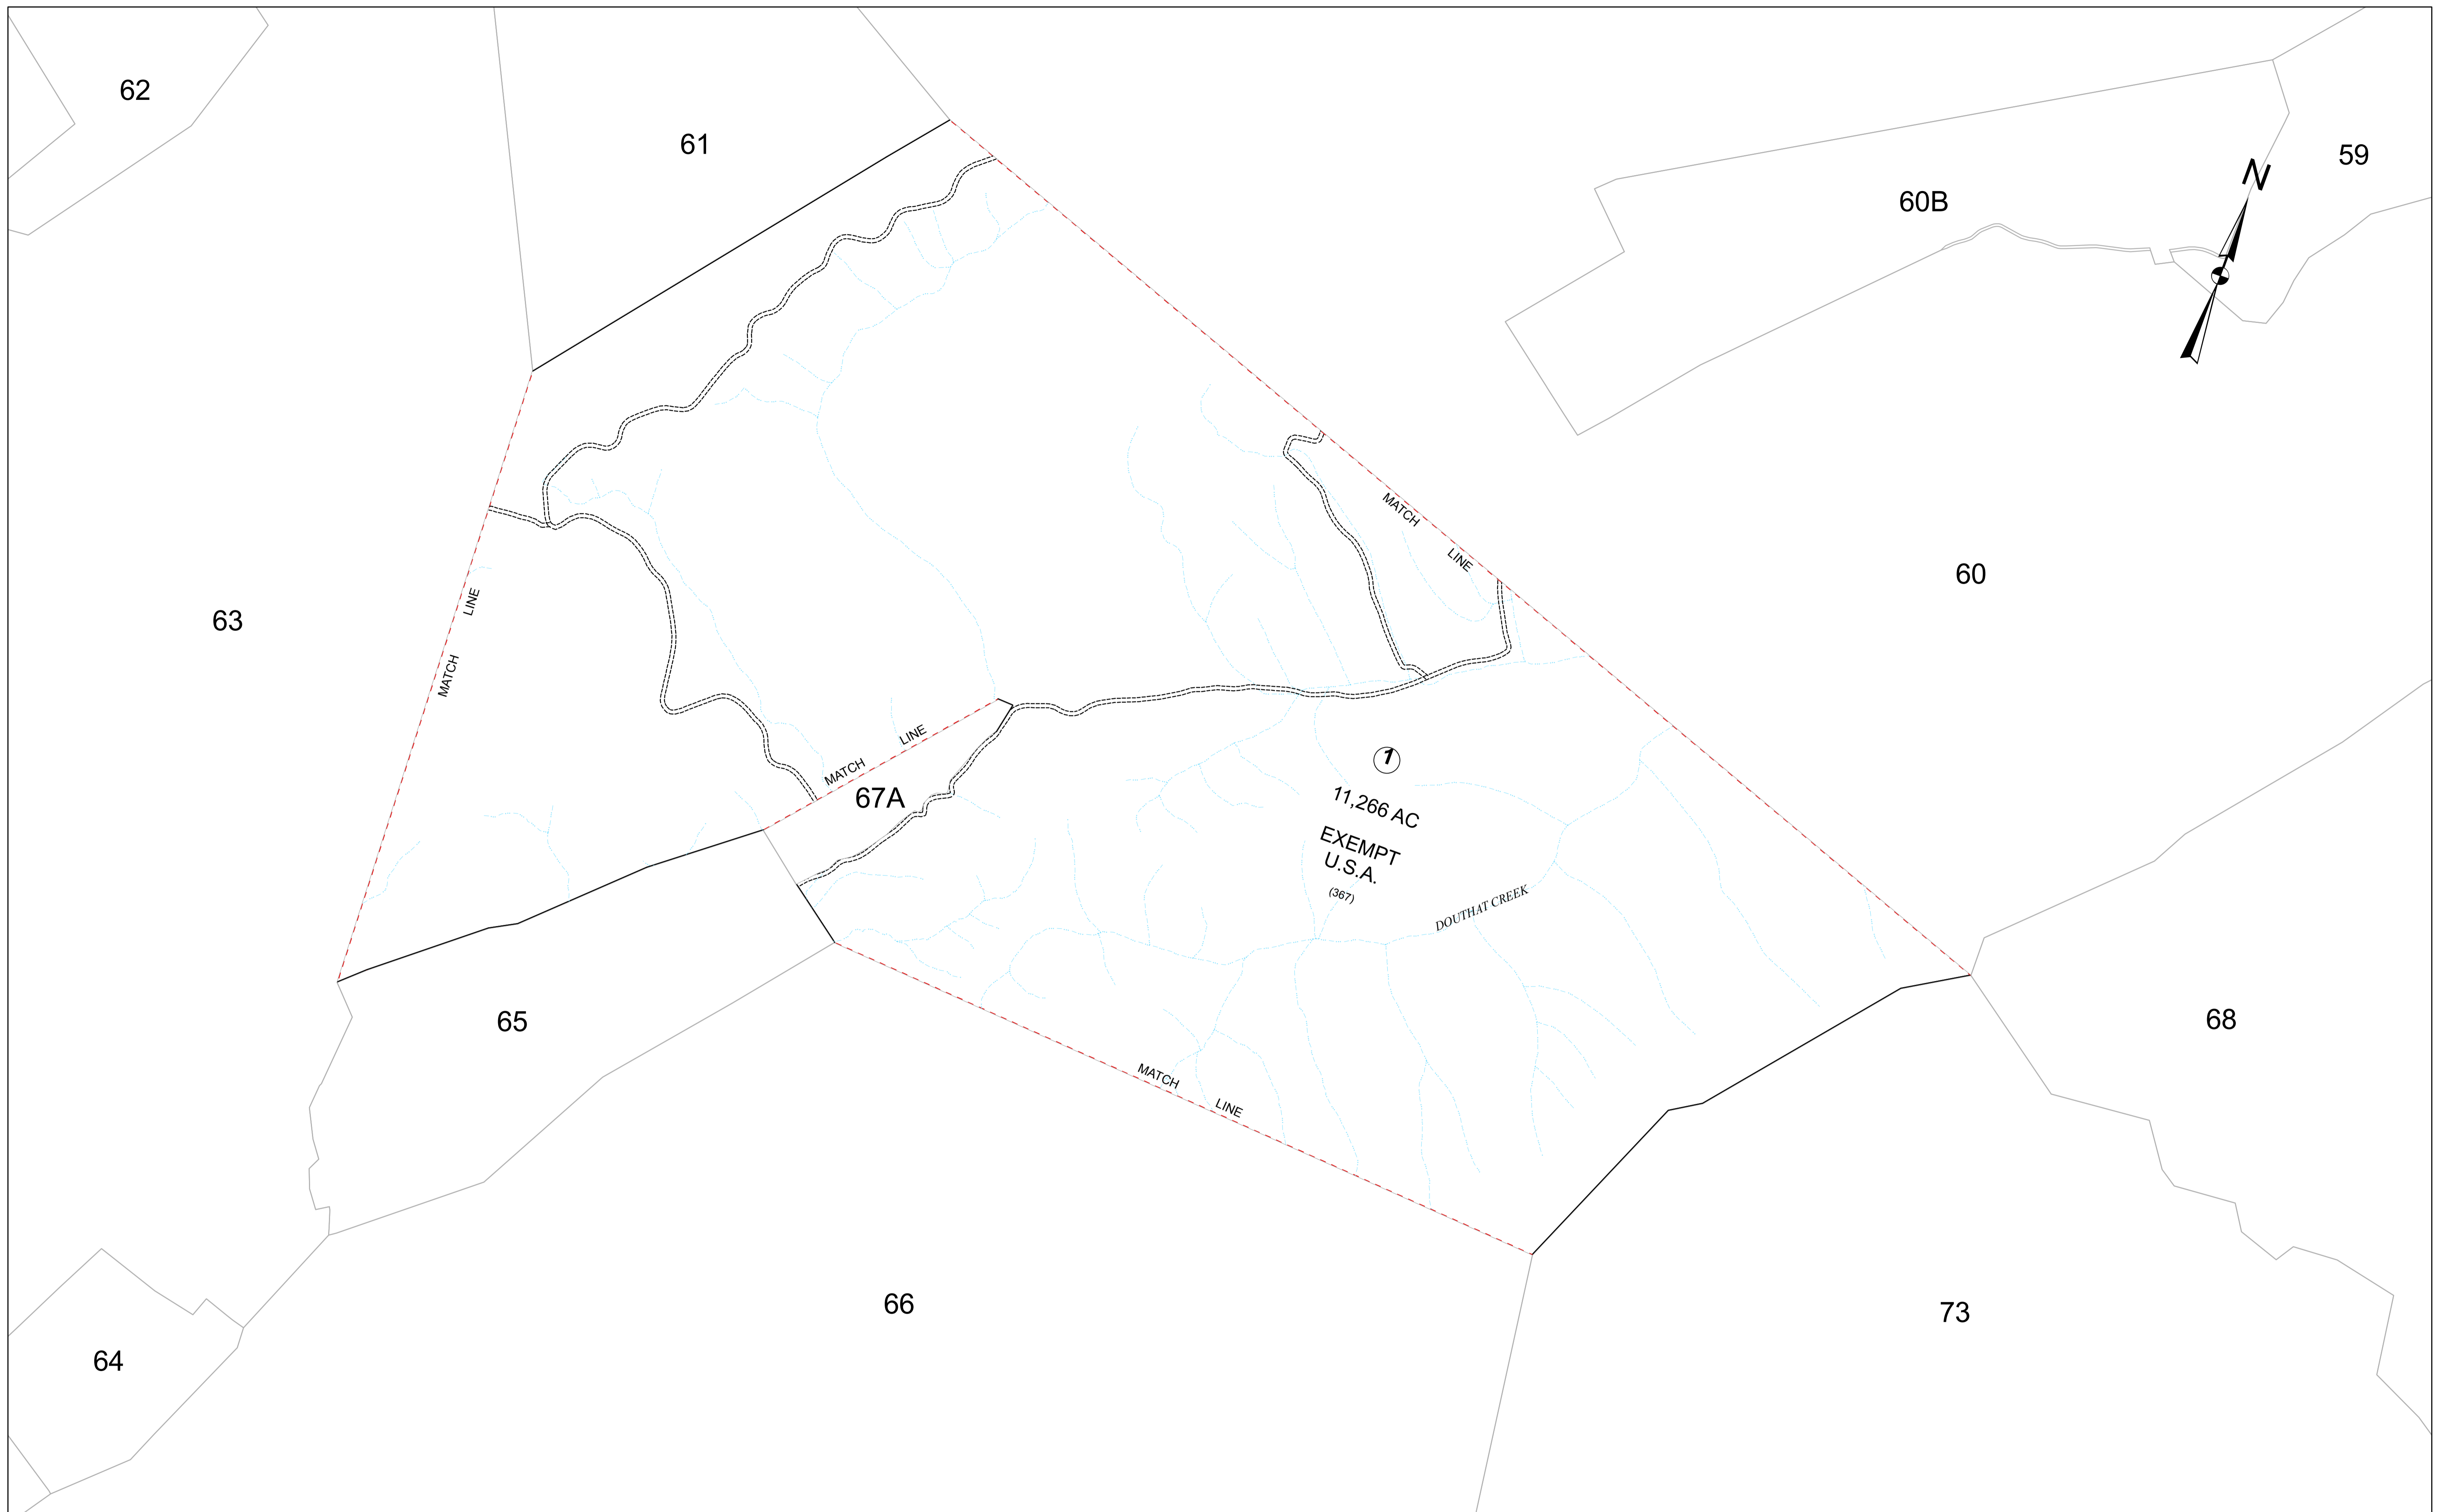 62
61
59
N
60B
MATCH
LINE
60
LINE
63
MATCH
LINE
MATCH
67A
1
11,266 AC
EXEMPT
U.S.A.
(367)
DOUTHAT CREEK
65
68
MATCH
LINE
66
73
64